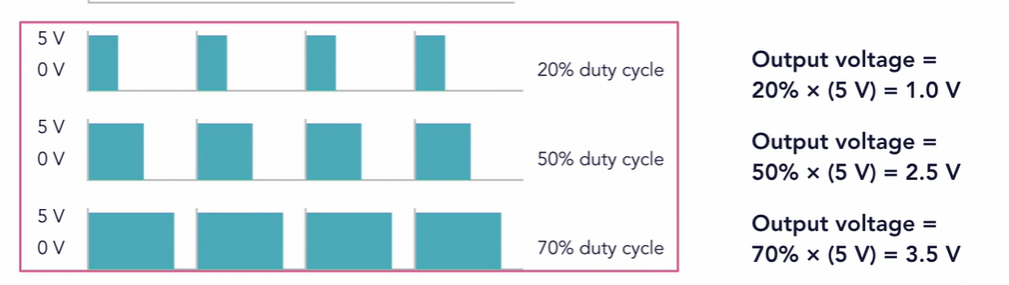 5 V
0 V
20% duty cycle
5 V
0 V
50% duty cycle
5 V
0 V
70% duty cycle
Output voltage =
20% × (5 V) = 1.0 V
Output voltage =
50% × (5 V) = 2.5 V
Output voltage =
70% × (5 V) = 3.5 V